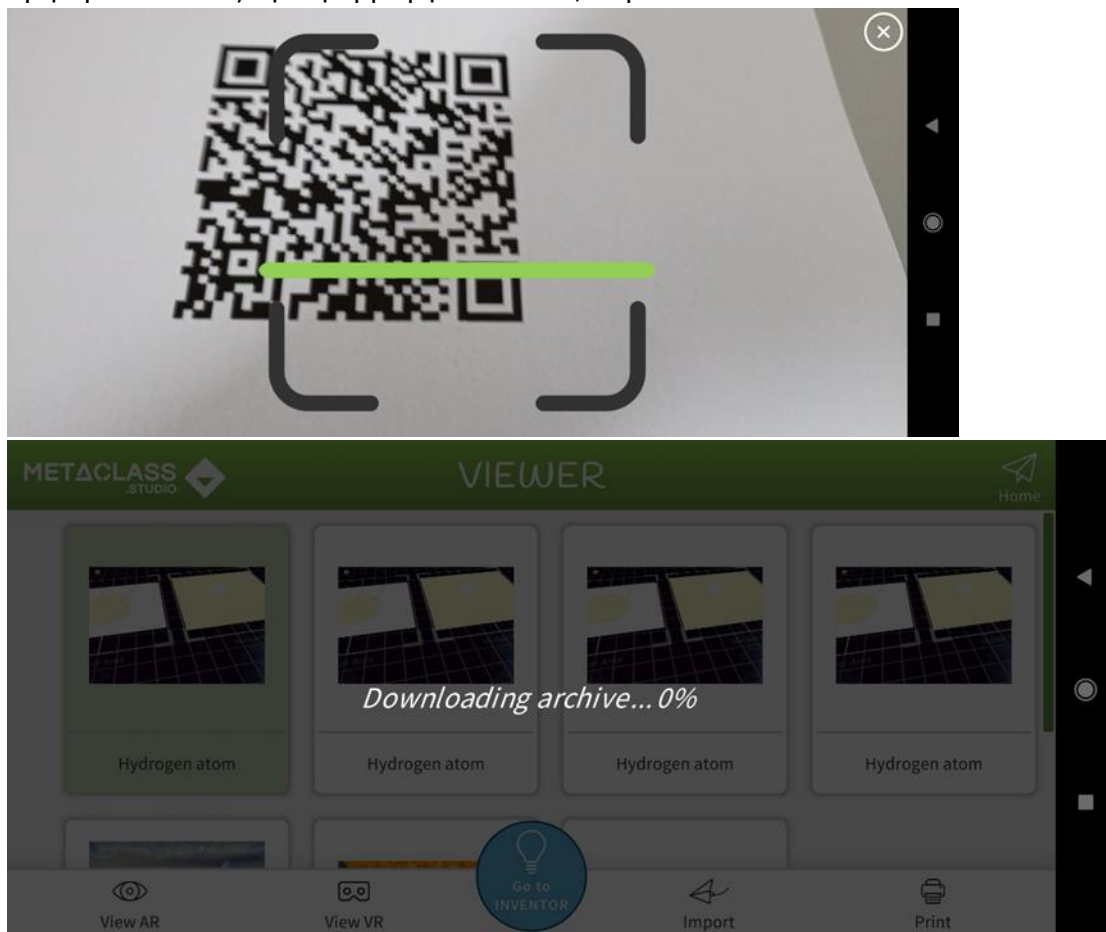 METACLASS
.STUDIO
VIEWER
Home
Downloading archive... 0%
Hydrogen atom
Hydrogen atom
Hydrogen atom
Hydrogen atom
View AR
View VR
Go to
INVENTOR
Import
Print